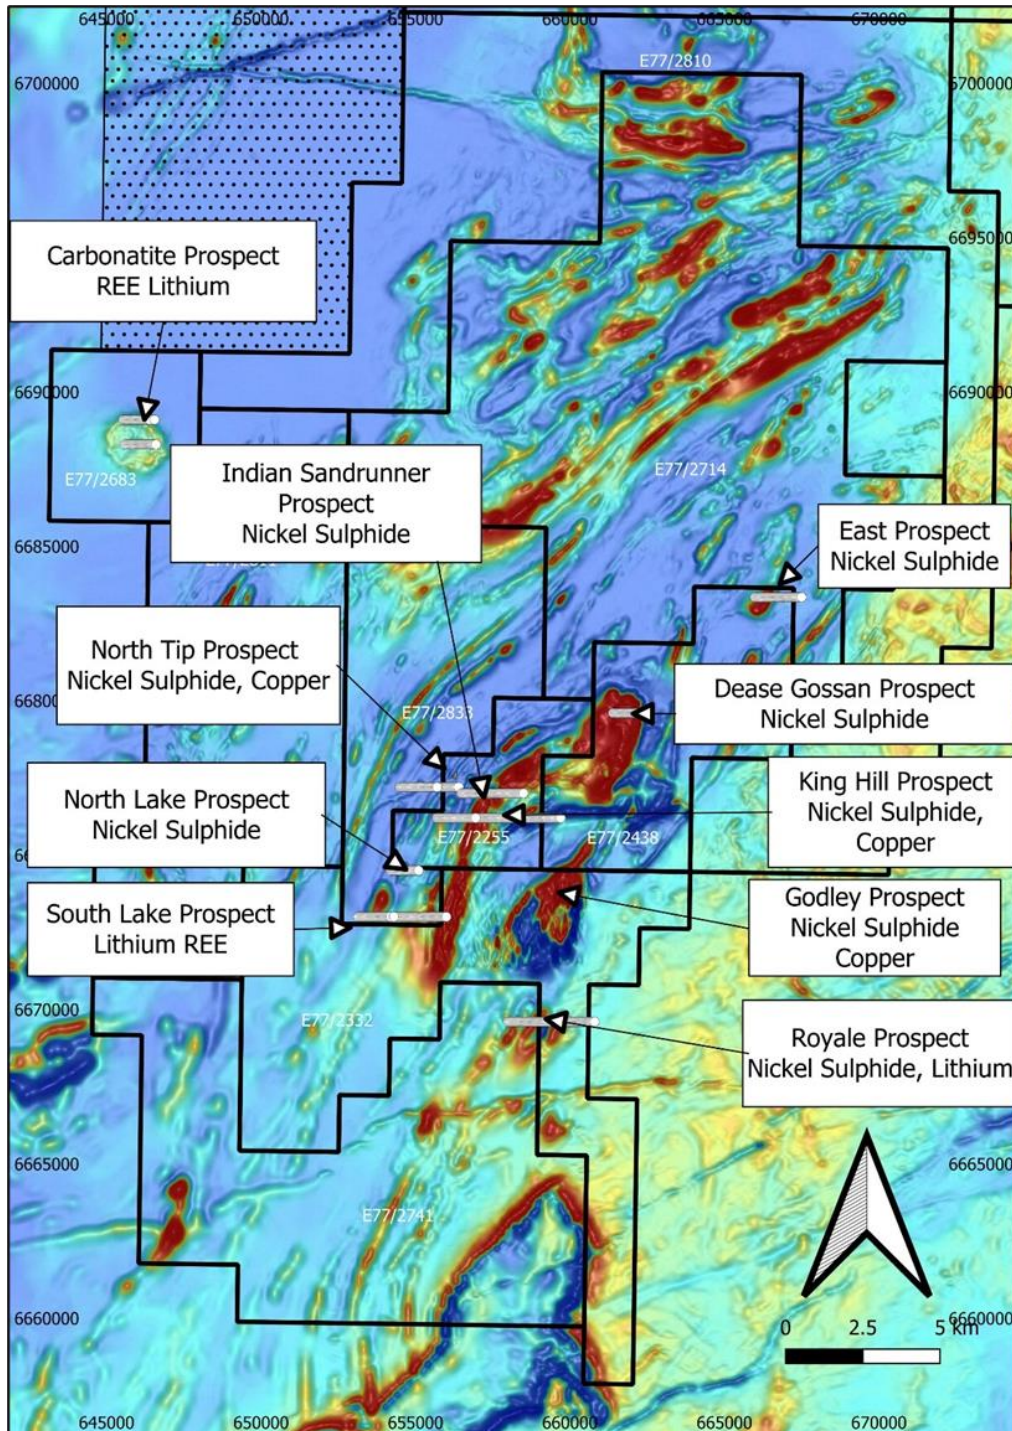 645000 650000 655000 660000 665000 670000
E77/2810
6700000 6700000
6695000
Carbonatite Prospect
REE Lithium
6690000 6690000
E77/2683
Indian Sandrunner
Prospect
Nickel Sulphide
E77/2714
6685000
East Prospect
Nickel Sulphide
North Tip Prospect
Nickel Sulphide, Copper
Dease Gossan Prospect
Nickel Sulphide
6680000
E77/2833
North Lake Prospect
Nickel Sulphide
King Hill Prospect
Nickel Sulphide,
Copper
E77/2255
E77/2438
South Lake Prospect
Lithium REE
Godley Prospect
Nickel Sulphide
Copper
6670000
E77/2332
Royale Prospect
Nickel Sulphide, Lithium
6665000 6665000
E77/2741
6660000 6660000
0 2.5 5 km
645000 650000 655000 660000 665000 670000